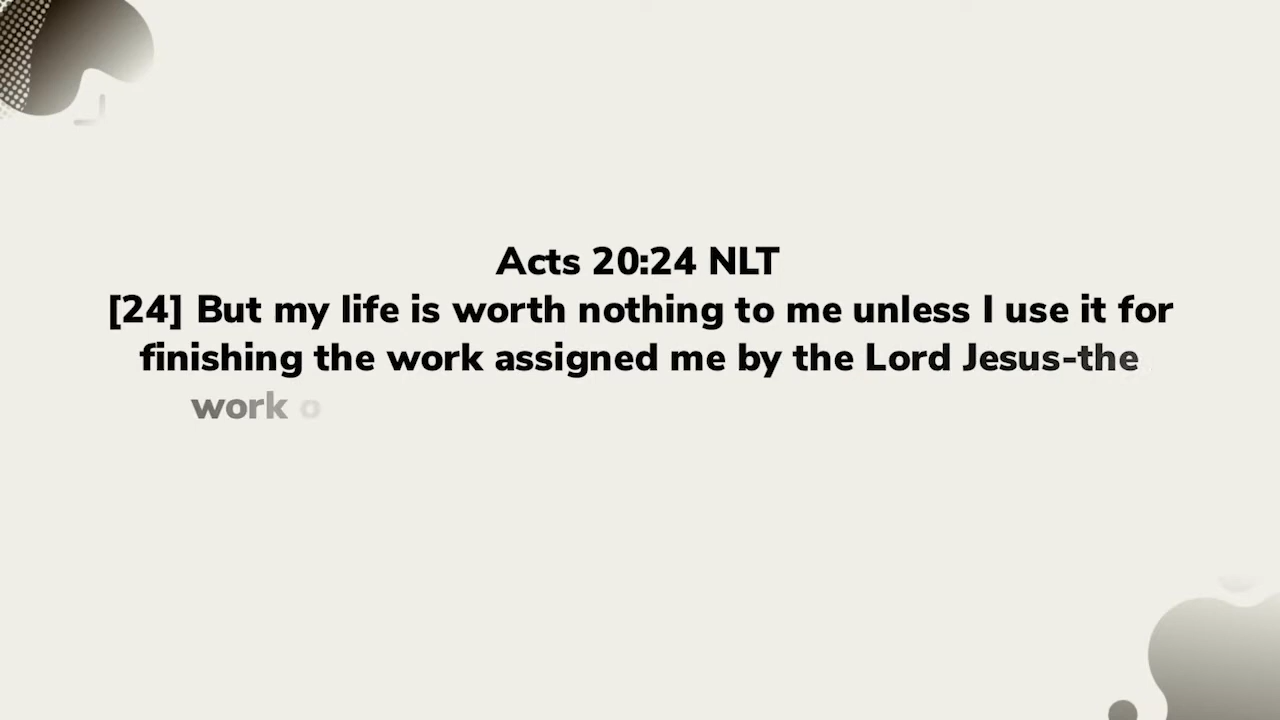 Acts 20:24 NLT
[24] But my life is worth nothing to me unless I use it for
finishing the work assigned me by the Lord Jesus-the
work o